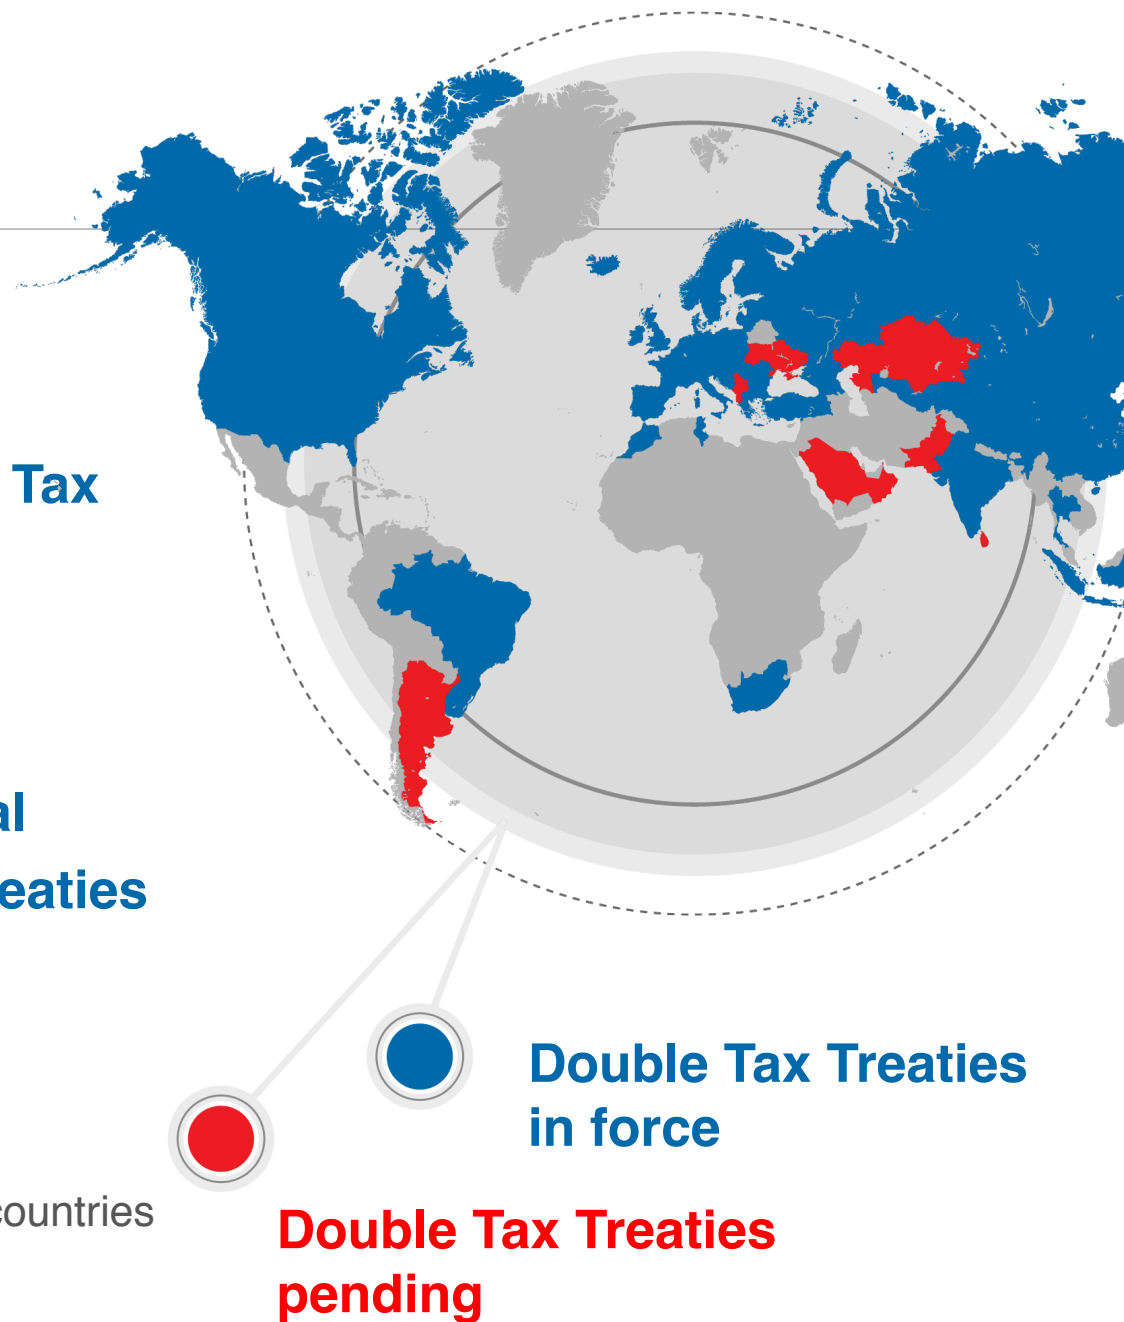 Tax
al
eaties
Double Tax Treaties
in force
countries
Double Tax Treaties
pending